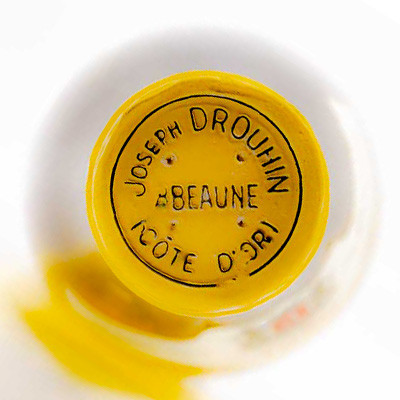 JOSEPH DROUHIN
BEAUNE
(CÔTE D'OR)